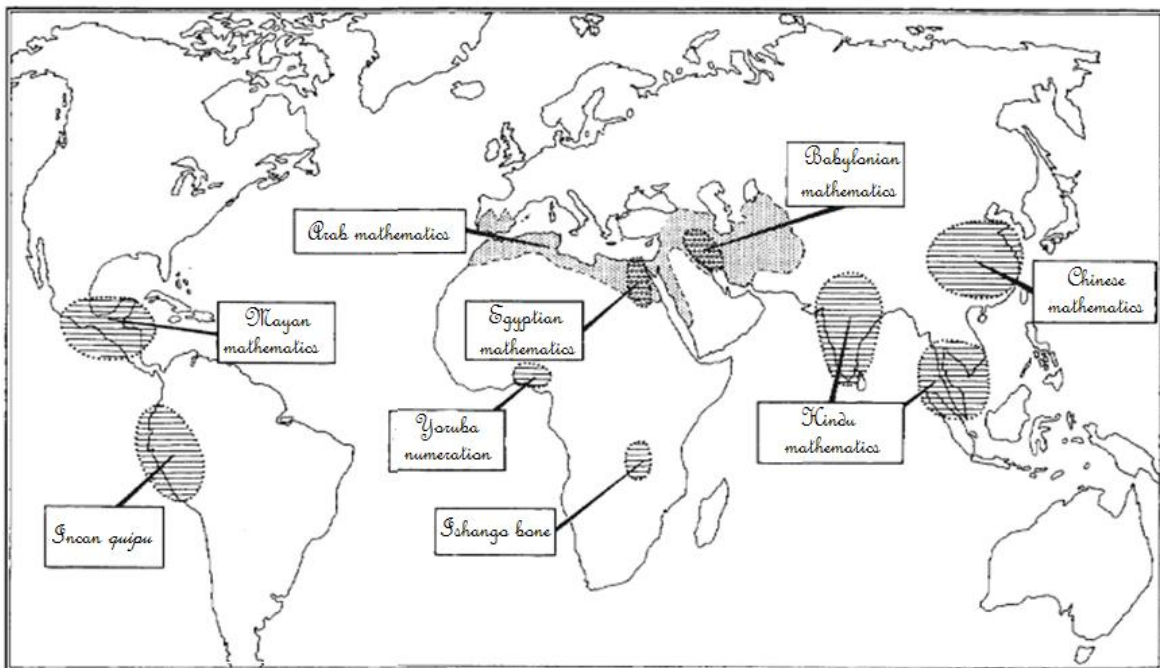 Babylonian
mathematics
Arab mathematics
Chinese
mathematics
Mayan
mathematics
Egyptian
mathematics
Yoruba
numeration
Hindu
mathematics
Incan quipu
Ishango bone